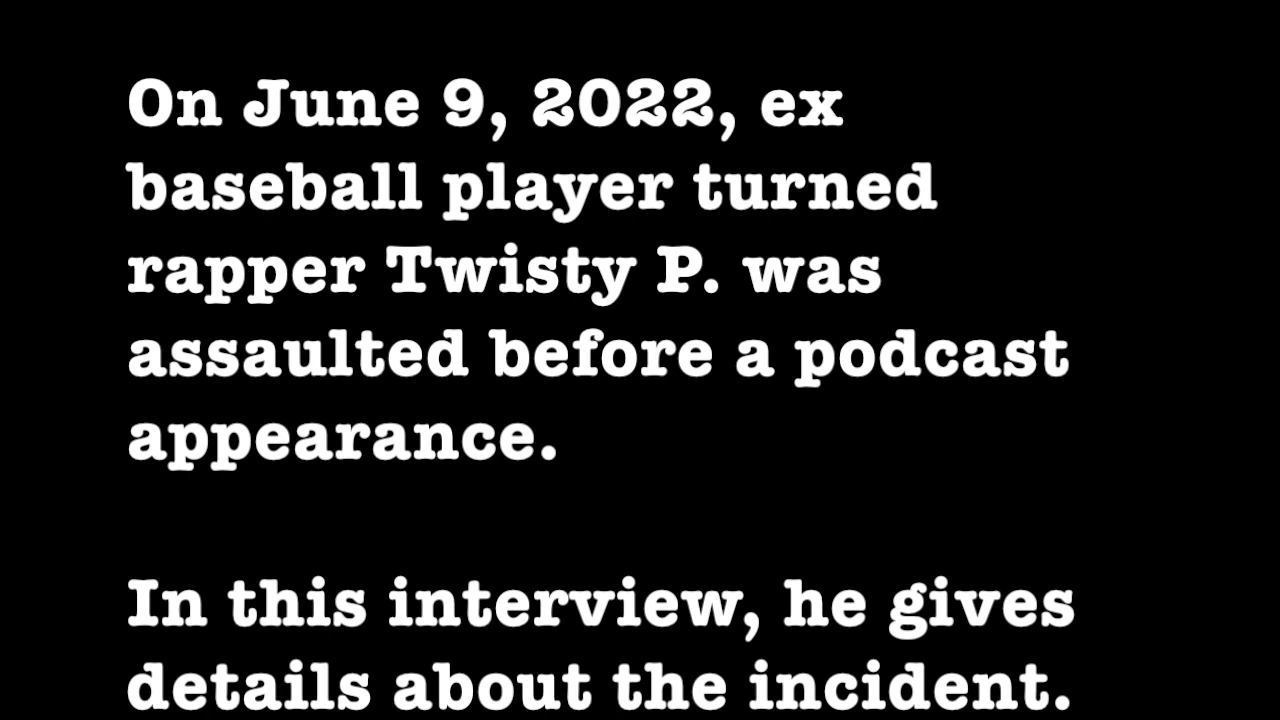 On June 9, 2022, ex
baseball player turned
rapper Twisty P. was
assaulted before a podcast
appearance.
In this interview, he gives
details about the incident.